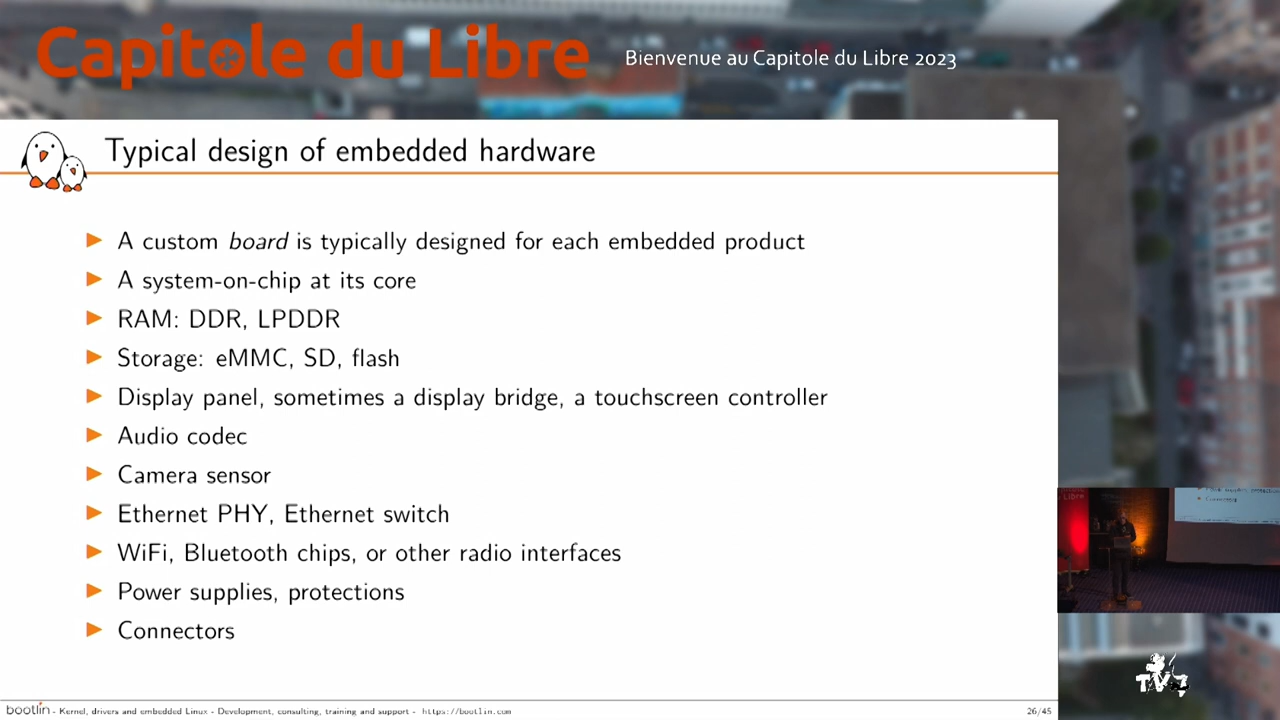 Capitole du Libre
Bienvenue au Capitole du Libre 2023
Typical design of embedded hardware
A custom board is typically designed for each embedded product
A system-on-chip at its core
RAM: DDR, LPDDR
Storage: eMMC, SD, flash
Display panel, sometimes a display bridge, a touchscreen controller
Audio codec
Camera sensor
Ethernet PHY, Ethernet switch
WiFi, Bluetooth chips, or other radio interfaces
Power supplies, protections
Connectors
bootlin - Kernel, drivers and embedded Linux - Development, consulting, training and support - https://bootlin.com
26/45